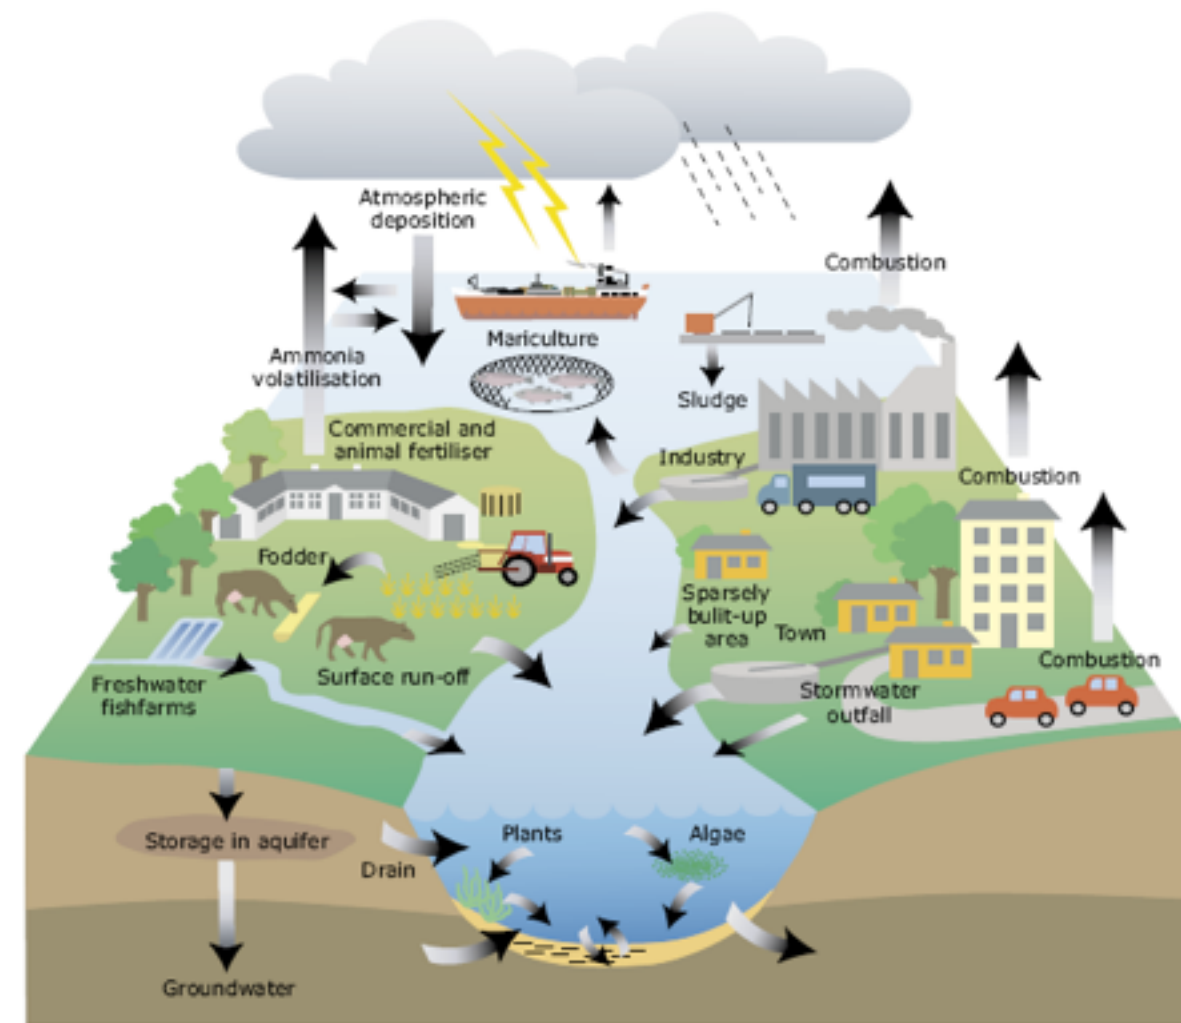 Atmospheric
deposition
Combustion
Mariculture
Ammonia
volatilisation
Sludge
Commercial and
animal fertiliser
Industry
Combustion
Fodder
Sparsely
bulit-up
area
Town
Combustion
Surface run-off
Freshwater
fishfarms
Stormwater
outfall
Storage in aquifer
Plants
Algae
Drain
Groundwater